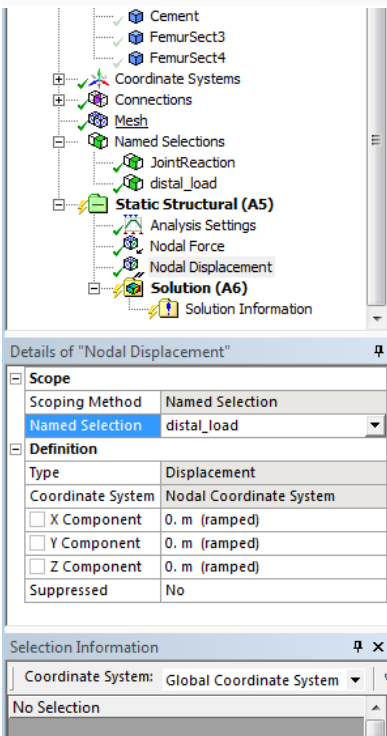 Cement
FemurSect3
FemurSect4
Coordinate Systems
Connections
Mesh
Named Selections
JointReaction
distal_load
Static Structural (A5)
Analysis Settings
Nodal Force
Nodal Displacement
Solution (A6)
Solution Information
Details of "Nodal Displacement"
Scope
Scoping Method Named Selection
Named Selection distal_load
Definition
Type Displacement
Coordinate System Nodal Coordinate System
X Component 0. m (ramped)
Y Component 0. m (ramped)
Z Component 0. m (ramped)
Suppressed No
Selection Information
Coordinate System: Global Coordinate System
No Selection